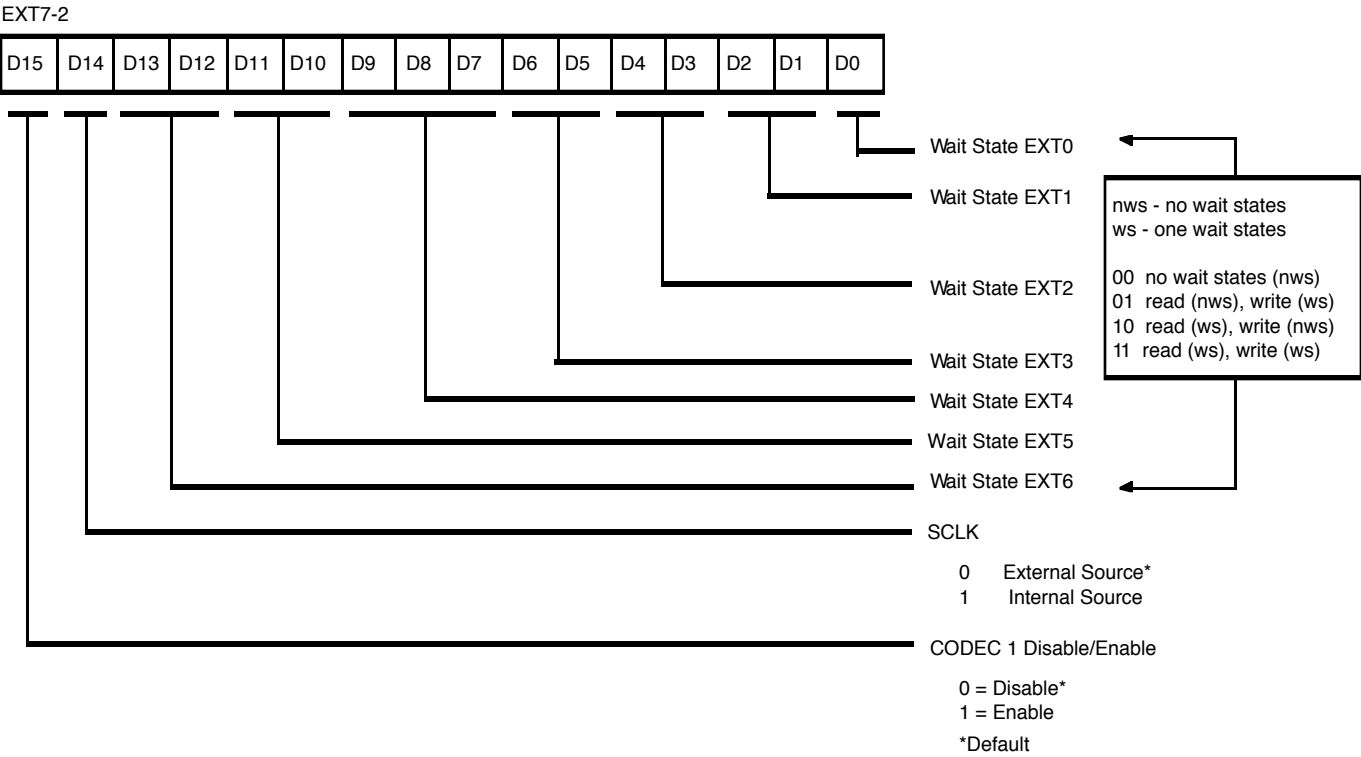 EXT7-2
D15 D14 D13 D12 D11 D10 D9 D8 D7 D6 D5 D4 D3 D2 D1 D0
Wait State EXT0
Wait State EXT1
nws - no wait states
ws - one wait states
00 no wait states (nws)
01 read (nws), write (ws)
10 read (ws), write (nws)
11 read (ws), write (ws)
Wait State EXT2
Wait State EXT3
Wait State EXT4
Wait State EXT5
Wait State EXT6
SCLK
0 External Source*
1 Internal Source
CODEC 1 Disable/Enable
0 = Disable*
1 = Enable
*Default